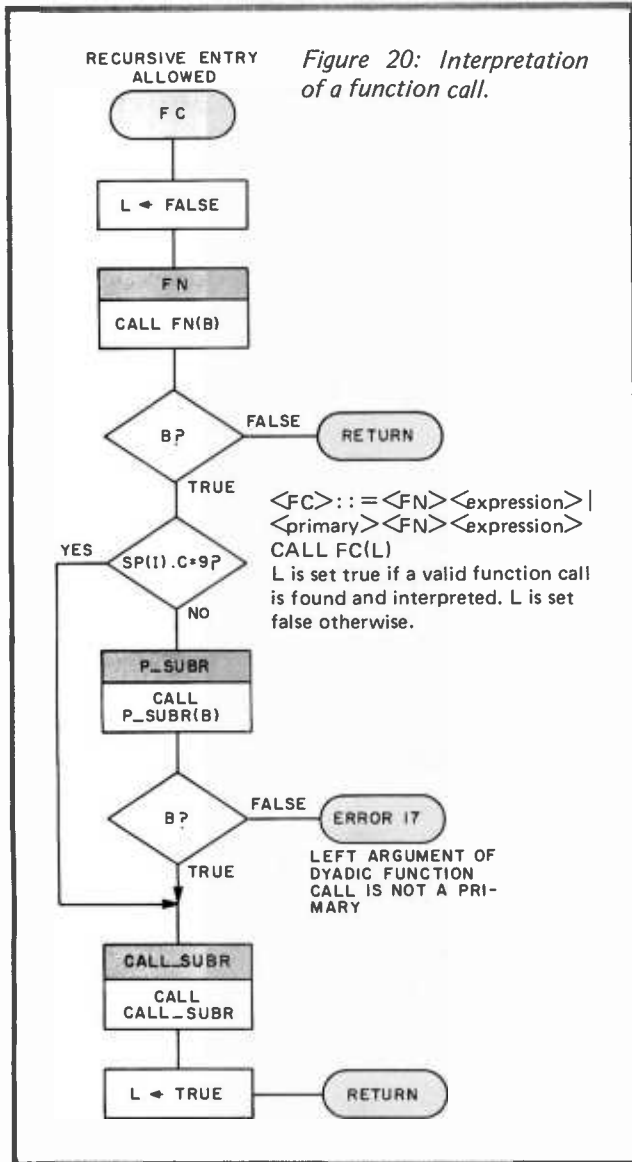 RECURSIVE ENTRY
ALLOWED
Figure 20: Interpretation
of a function call.
FC
L ← FALSE
FN
CALL FN(B)
B?
FALSE
RETURN
TRUE
<FC>::=<FN><expression>|
<primary><FN><expression>
CALL FC(L)
L is set true if a valid function call
is found and interpreted. L is set
false otherwise.
YES
SP(I).C=9?
NO
P_SUBR
CALL
P_SUBR(B)
B?
FALSE
ERROR 17
LEFT ARGUMENT OF
DYADIC FUNCTION
CALL IS NOT A PRI-
MARY
TRUE
CALL_SUBR
CALL
CALL_SUBR
L ← TRUE
RETURN